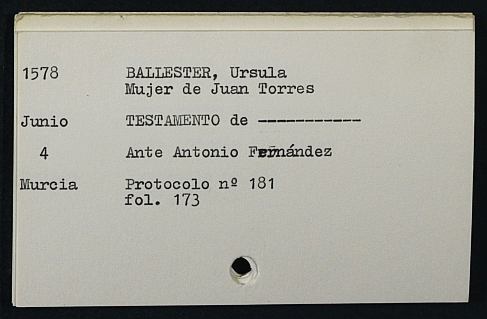 1578 BALLESTER, Ursula
Mujer de Juan Torres
Junio TESTAMENTO de -----------
4 Ante Antonio Fernández
Murcia Protocolo nº 181
fol. 173